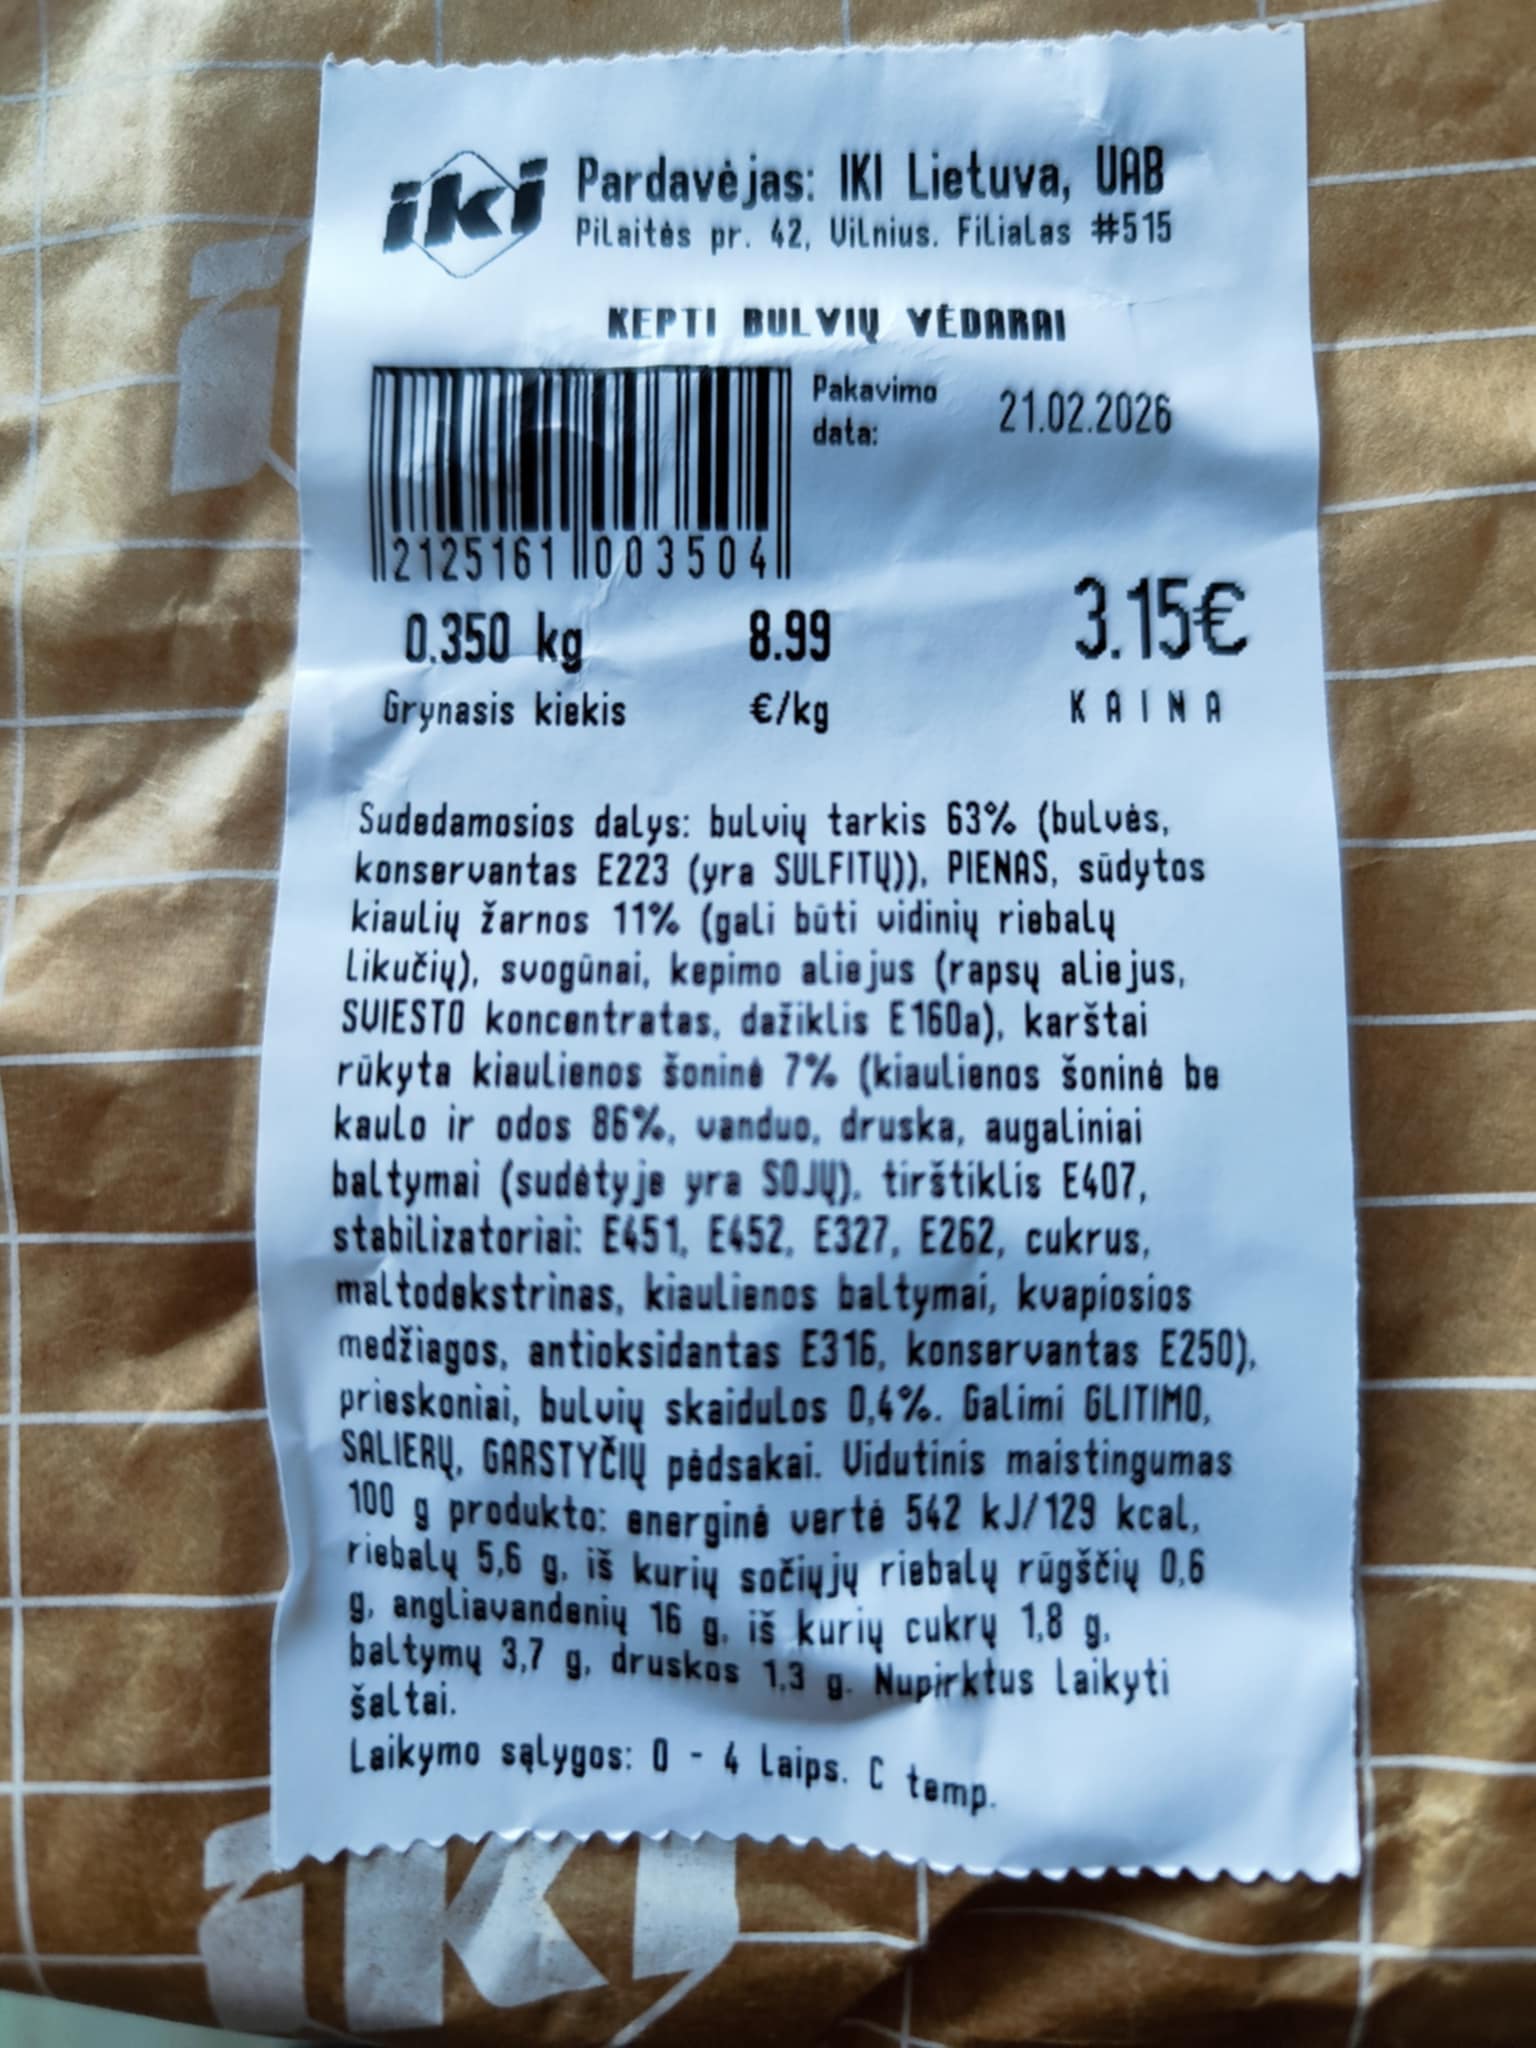 iki
Pardavėjas: IKI Lietuva, UAB
Pilaitės pr. 42, Vilnius. Filialas #515
KEPTI BULVIŲ VĖDARAI
Pakavimo
data:
21.02.2026
2125161 003504
0.350 kg 8.99 3.15€
Grynasis kiekis €/kg KAINA
Sudedamosios dalys: bulvių tarkis 63% (bulvės,
konservantas E223 (yra SULFITŲ)), PIENAS, sūdytos
kiaulių žarnos 11% (gali būti vidinių riebalų
likučių), svogūnai, kepimo aliejus (rapsų aliejus,
SVIESTO koncentratas, dažiklis E160a), karštai
rūkyta kiaulienos šoninė 7% (kiaulienos šoninė be
kaulo ir odos 86%, vanduo, druska, augaliniai
baltymai (sudėtyje yra SOJŲ), tirštiklis E407,
stabilizatoriai: E451, E452, E327, E262, cukrus,
maltodekstrinas, kiaulienos baltymai, kvapiosios
medžiagos, antioksidantas E316, konservantas E250),
prieskoniai, bulvių skaidulos 0,4%. Galimi GLITIMO,
SALIERŲ, GARSTYČIŲ pėdsakai. Vidutinis maistingumas
100 g produkto: energinė vertė 542 kJ/129 kcal,
riebalų 5,6 g, iš kurių sočiųjų riebalų rūgščių 0,6
g, angliavandenių 16 g, iš kurių cukrų 1,8 g,
baltymų 3,7 g, druskos 1,3 g. Nupirktus laikyti
šaltai.
Laikymo sąlygos: 0 - 4 laips. C temp.
iki